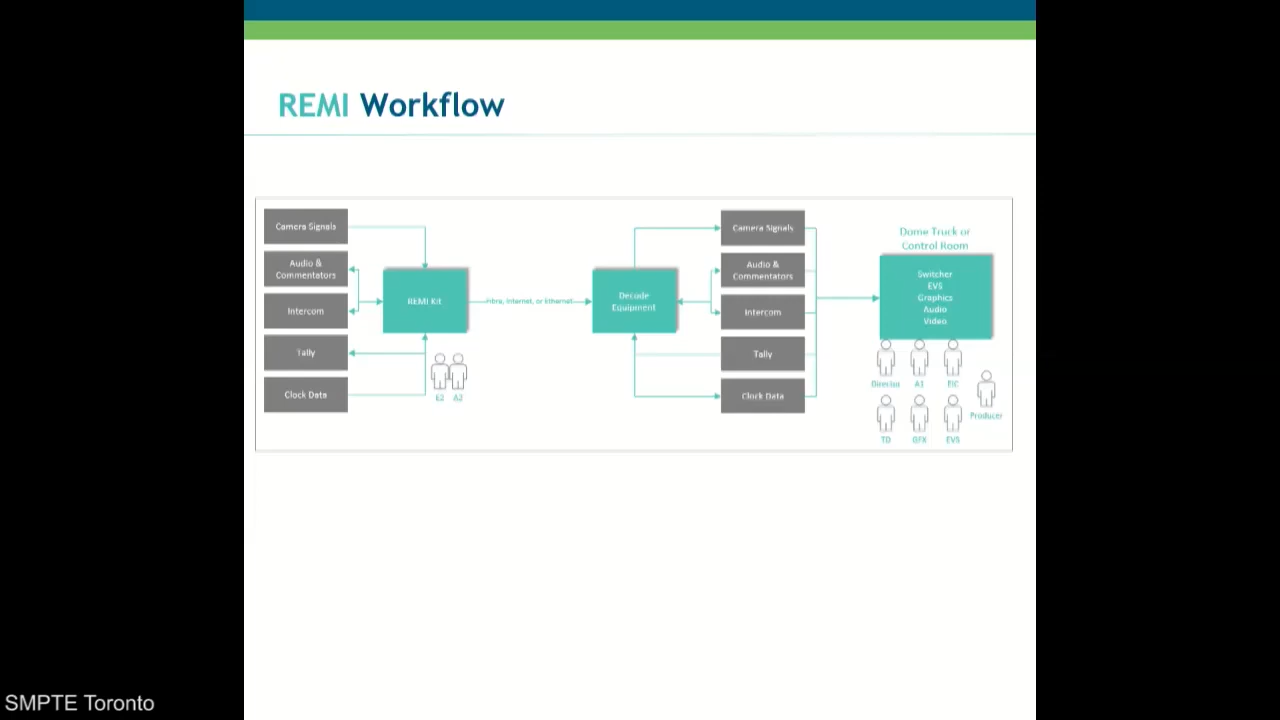 REMI Workflow
Camera Signals
Audio &
Commentators
Intercom
Tally
Clock Data
REMI Kit
E2 A2
Fibre, Internet, or Ethernet
Decode
Equipment
Camera Signals
Audio &
Commentators
Intercom
Tally
Clock Data
Dome Truck or
Control Room
Switcher
EVS
Graphics
Audio
Video
Director A1 EIC
Producer
TD GFX EVS
SMPTE Toronto